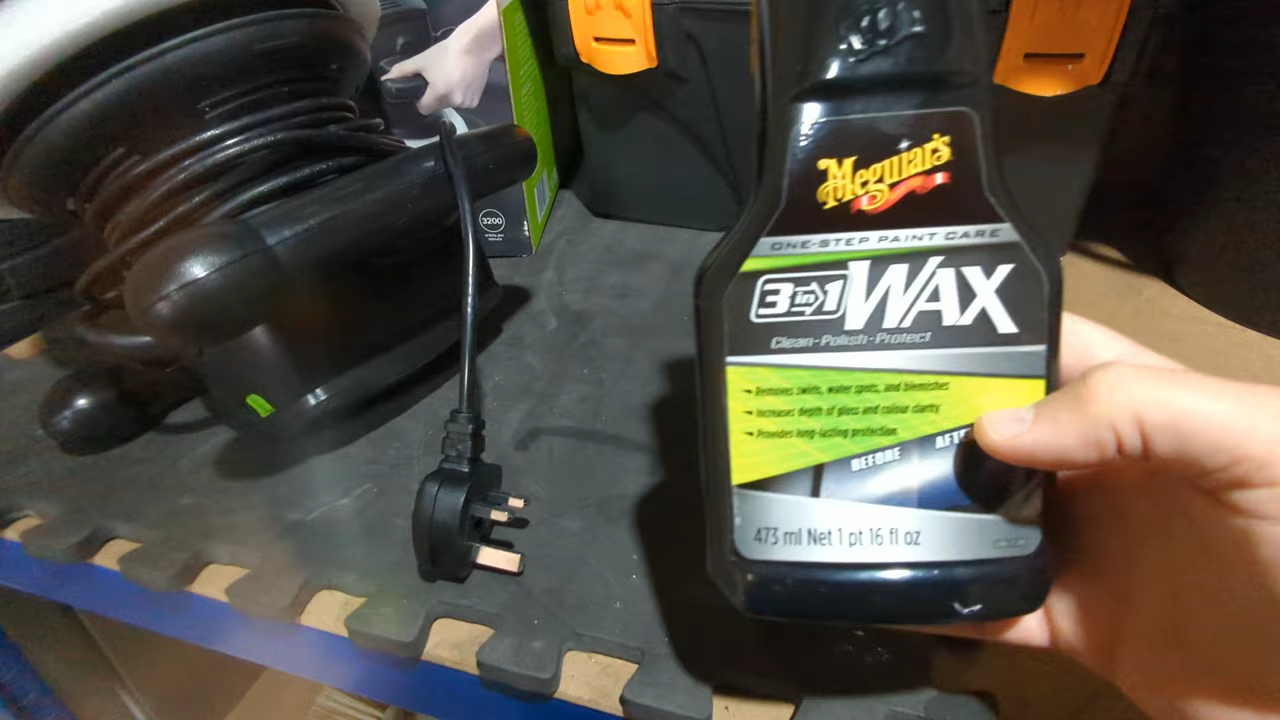 Meguiar's
ONE-STEP PAINT CARE
3in1 WAX
Clean-Polish-Protect
Removes swirls, water spots, and blemishes
Increases depth of gloss and colour clarity
Provides long-lasting protection
BEFORE
473 ml Net 1 pt 16 fl oz
3200